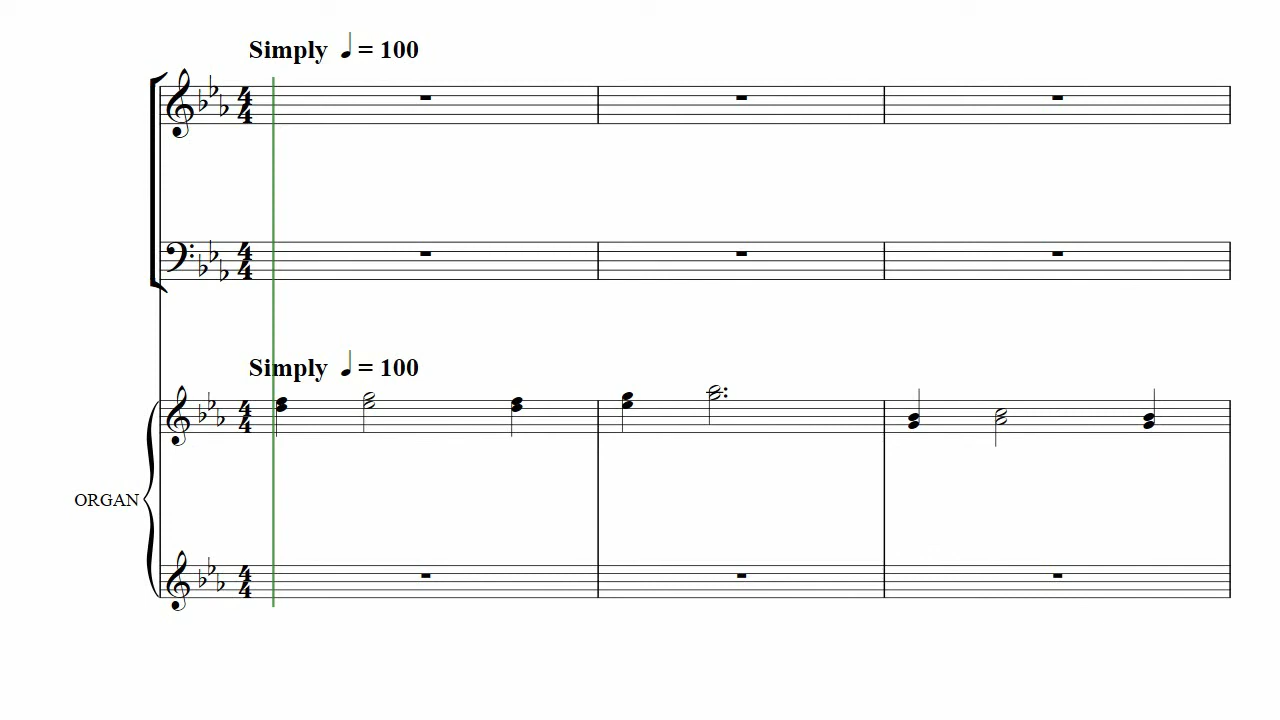 Simply ♩ = 100
Simply ♩ = 100
ORGAN